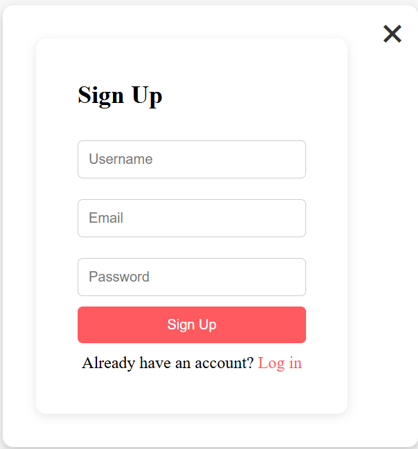 ✕
Sign Up
Username
Email
Password
Sign Up
Already have an account? Log in